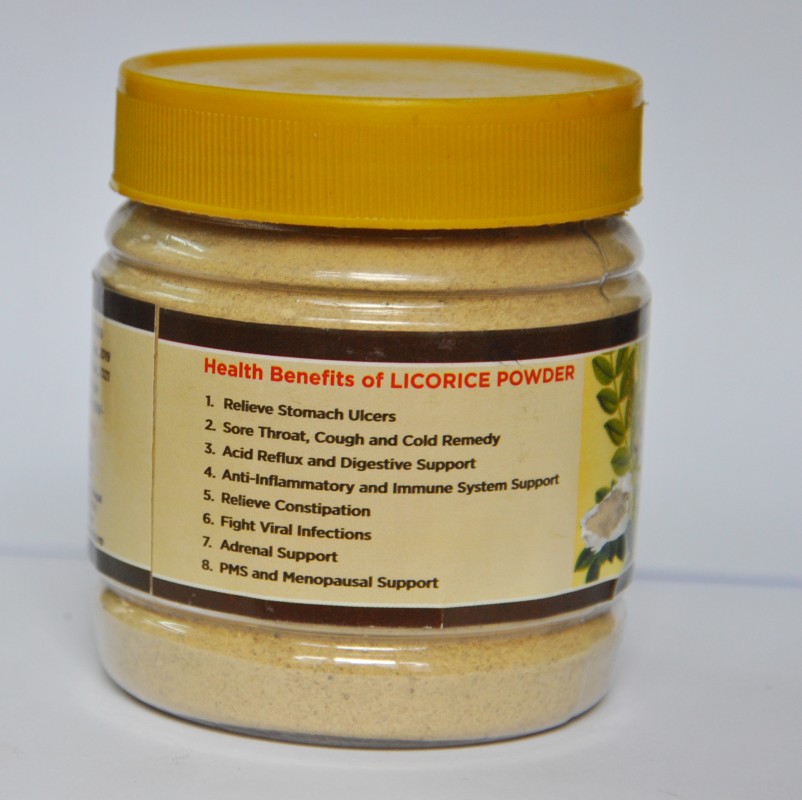 Health Benefits of LICORICE POWDER
1. Relieve Stomach Ulcers
2. Sore Throat, Cough and Cold Remedy
3. Acid Reflux and Digestive Support
4. Anti-Inflammatory and Immune System Support
5. Relieve Constipation
6. Fight Viral Infections
7. Adrenal Support
8. PMS and Menopausal Support